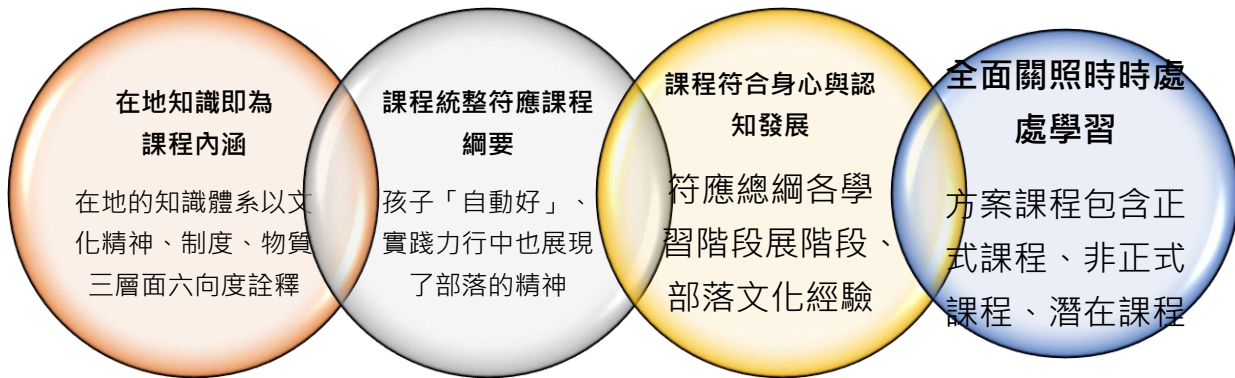 在地知識即為
課程內涵
在地的知識體系以文
化精神、制度、物質
三層面六向度詮釋
課程統整符應課程
綱要
孩子「自動好」、
實踐力行中也展現
了部落的精神
課程符合身心與認
知發展
符應總綱各學
習階段展階段、
部落文化經驗
全面關照時時處
處學習
方案課程包含正
式課程、非正式
課程、潛在課程